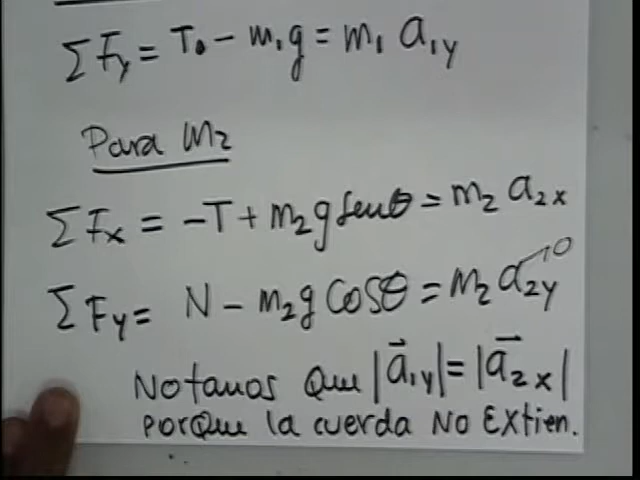 ΣFy = T - m₁g = m₁ a₁y
Para m₂
ΣFx = -T + m₂g senθ = m₂ a₂x
ΣFy = N - m₂g Cosθ = m₂ a₂y 0
Notamos Que |a⃗₁y| = |a⃗₂x|
PorQue la cuerda No Extien.